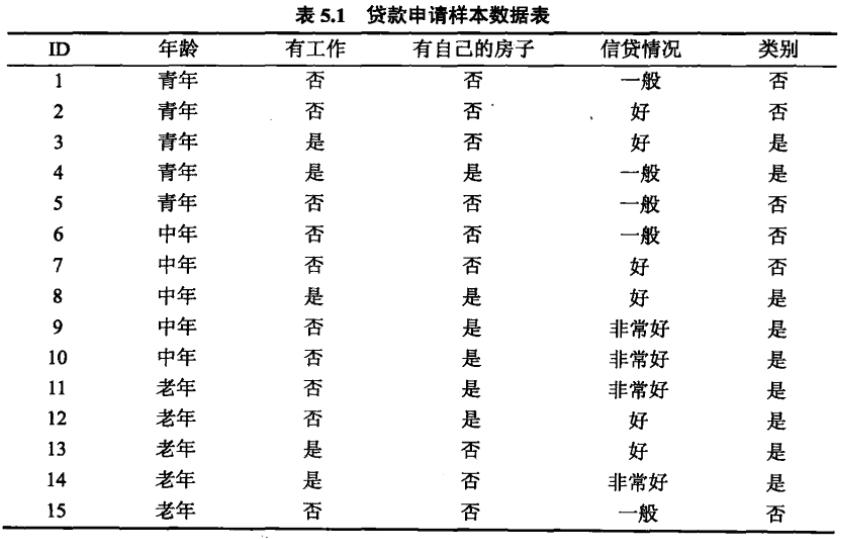 表 5.1 贷款申请样本数据表
ID 年龄 有工作 有自己的房子 信贷情况 类别
1 青年 否 否 一般 否
2 青年 否 否 好 否
3 青年 是 否 好 是
4 青年 是 是 一般 是
5 青年 否 否 一般 否
6 中年 否 否 一般 否
7 中年 否 否 好 否
8 中年 是 是 好 是
9 中年 否 是 非常好 是
10 中年 否 是 非常好 是
11 老年 否 是 非常好 是
12 老年 否 是 好 是
13 老年 是 否 好 是
14 老年 是 否 非常好 是
15 老年 否 否 一般 否